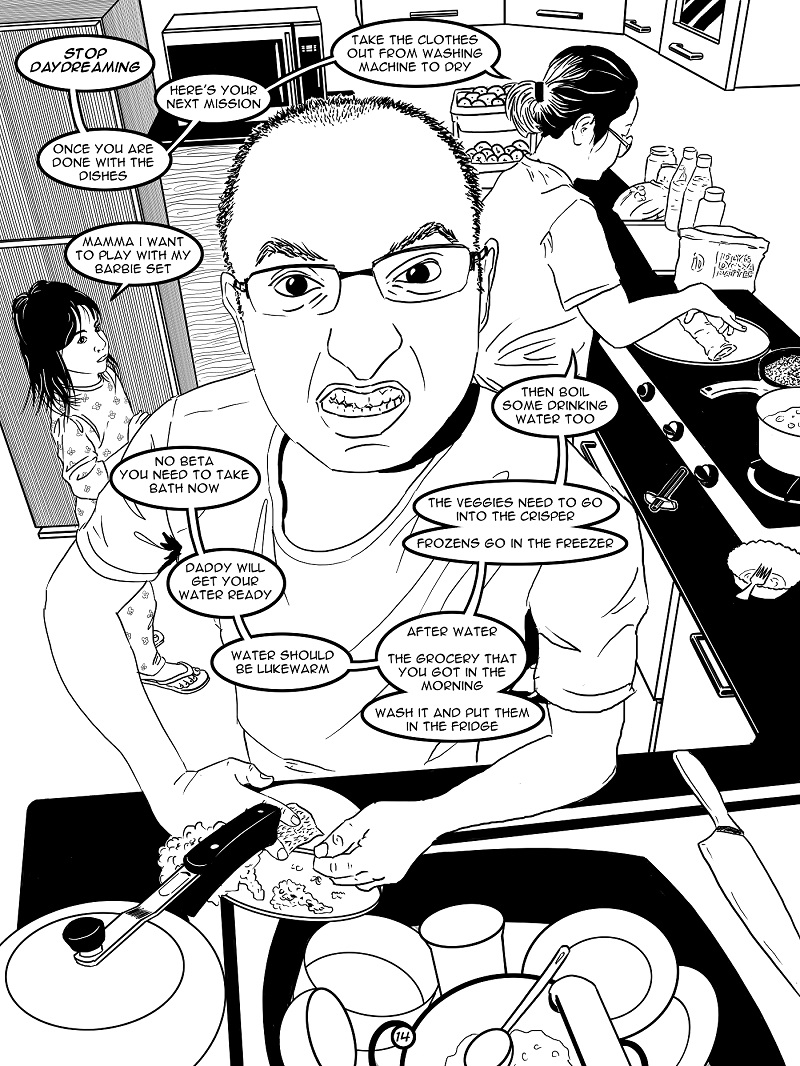 STOP
DAYDREAMING
ONCE YOU ARE
DONE WITH THE
DISHES
HERE'S YOUR
NEXT MISSION
TAKE THE CLOTHES
OUT FROM WASHING
MACHINE TO DRY
MAMMA I WANT
TO PLAY WITH MY
BARBIE SET
NO BETA
YOU NEED TO TAKE
BATH NOW
DADDY WILL
GET YOUR
WATER READY
WATER SHOULD
BE LUKEWARM
AFTER WATER
THE GROCERY THAT
YOU GOT IN THE
MORNING
WASH IT AND PUT THEM
IN THE FRIDGE
FROZENS GO IN THE FREEZER
THE VEGGIES NEED TO GO
INTO THE CRISPER
THEN BOIL
SOME DRINKING
WATER TOO
14